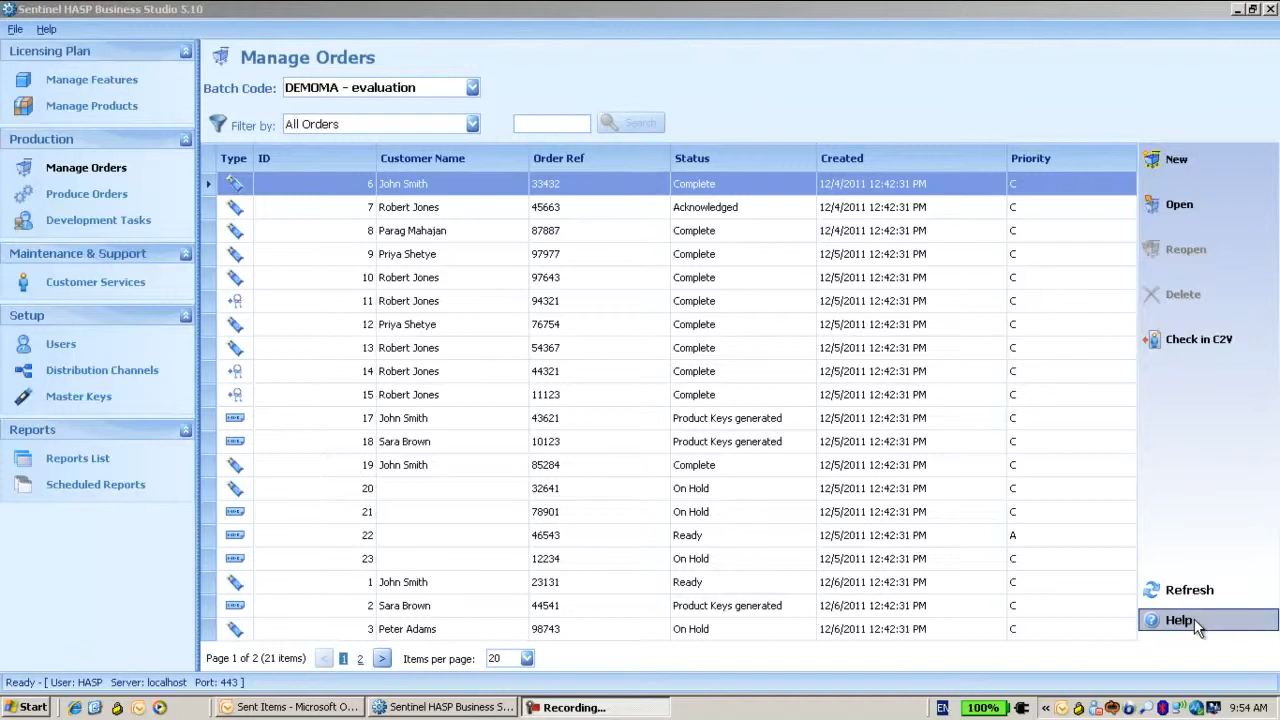 Sentinel HASP Business Studio 5.10
File Help
Licensing Plan
Manage Features
Manage Products
Production
Manage Orders
Produce Orders
Development Tasks
Maintenance & Support
Customer Services
Setup
Users
Distribution Channels
Master Keys
Reports
Reports List
Scheduled Reports
Manage Orders
Batch Code: DEMOMA - evaluation
Filter by: All Orders Search
Type ID Customer Name Order Ref Status Created Priority
6 John Smith 33432 Complete 12/4/2011 12:42:31 PM C
7 Robert Jones 45663 Acknowledged 12/4/2011 12:42:31 PM C
8 Parag Mahajan 87887 Complete 12/4/2011 12:42:31 PM C
9 Priya Shetye 97977 Complete 12/5/2011 12:42:31 PM C
10 Robert Jones 97643 Complete 12/5/2011 12:42:31 PM C
11 Robert Jones 94321 Complete 12/5/2011 12:42:31 PM C
12 Priya Shetye 76754 Complete 12/5/2011 12:42:31 PM C
13 Robert Jones 54367 Complete 12/5/2011 12:42:31 PM C
14 Robert Jones 44321 Complete 12/5/2011 12:42:31 PM C
15 Robert Jones 11123 Complete 12/5/2011 12:42:31 PM C
17 John Smith 43621 Product Keys generated 12/5/2011 12:42:31 PM C
18 Sara Brown 10123 Product Keys generated 12/5/2011 12:42:31 PM C
19 John Smith 85284 Complete 12/5/2011 12:42:31 PM C
20 32641 On Hold 12/5/2011 12:42:31 PM C
21 78901 On Hold 12/5/2011 12:42:31 PM C
22 46543 Ready 12/5/2011 12:42:31 PM A
23 12234 On Hold 12/5/2011 12:42:31 PM C
1 John Smith 23131 Ready 12/6/2011 12:42:31 PM C
2 Sara Brown 44541 Product Keys generated 12/6/2011 12:42:31 PM C
3 Peter Adams 98743 On Hold 12/6/2011 12:42:31 PM C
Page 1 of 2 (21 items) < 1 2 > Items per page: 20
New
Open
Reopen
Delete
Check in C2V
Refresh
Help
Ready - [ User: HASP Server: localhost Port: 443 ]
Start Sent Items - Microsoft O... Sentinel HASP Business S... Recording... EN 100% 9:54 AM